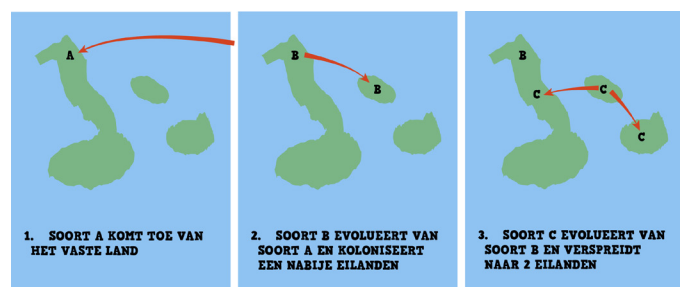 A
1. SOORT A KOMT TOE VAN
HET VASTE LAND
B
B
2. SOORT B EVOLUEERT VAN
SOORT A EN KOLONISEERT
EEN NABIJE EILANDEN
B
C
C
C
3. SOORT C EVOLUEERT VAN
SOORT B EN VERSPREIDT
NAAR 2 EILANDEN